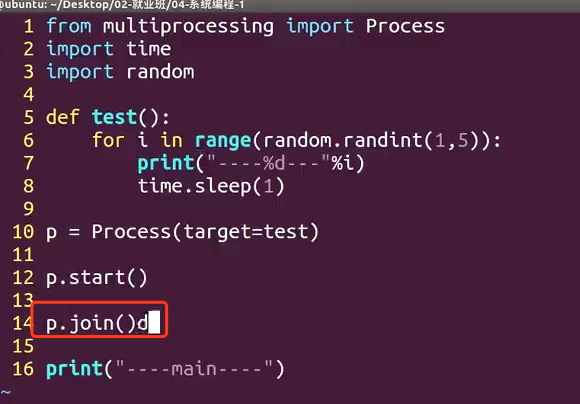 @ubuntu: ~/Desktop/02-就业班/04-系统编程-1
1 from multiprocessing import Process
2 import time
3 import random
4
5 def test():
6     for i in range(random.randint(1,5)):
7         print("----%d---"%i)
8         time.sleep(1)
9
10 p = Process(target=test)
11
12 p.start()
13
14 p.join()d
15
16 print("----main----")
~